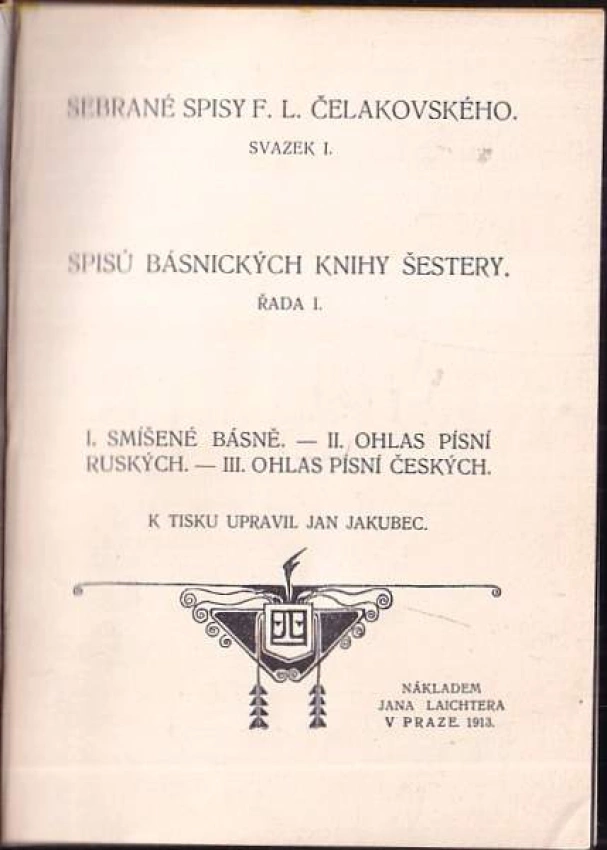 SEBRANÉ SPISY F. L. ČELAKOVSKÉHO.
SVAZEK I.
SPISŮ BÁSNICKÝCH KNIHY ŠESTERY.
ŘADA I.
I. SMÍŠENÉ BÁSNĚ. — II. OHLAS PÍSNÍ
RUSKÝCH. — III. OHLAS PÍSNÍ ČESKÝCH.
K TISKU UPRAVIL JAN JAKUBEC.
NÁKLADEM
JANA LAICHTERA
V PRAZE. 1913.